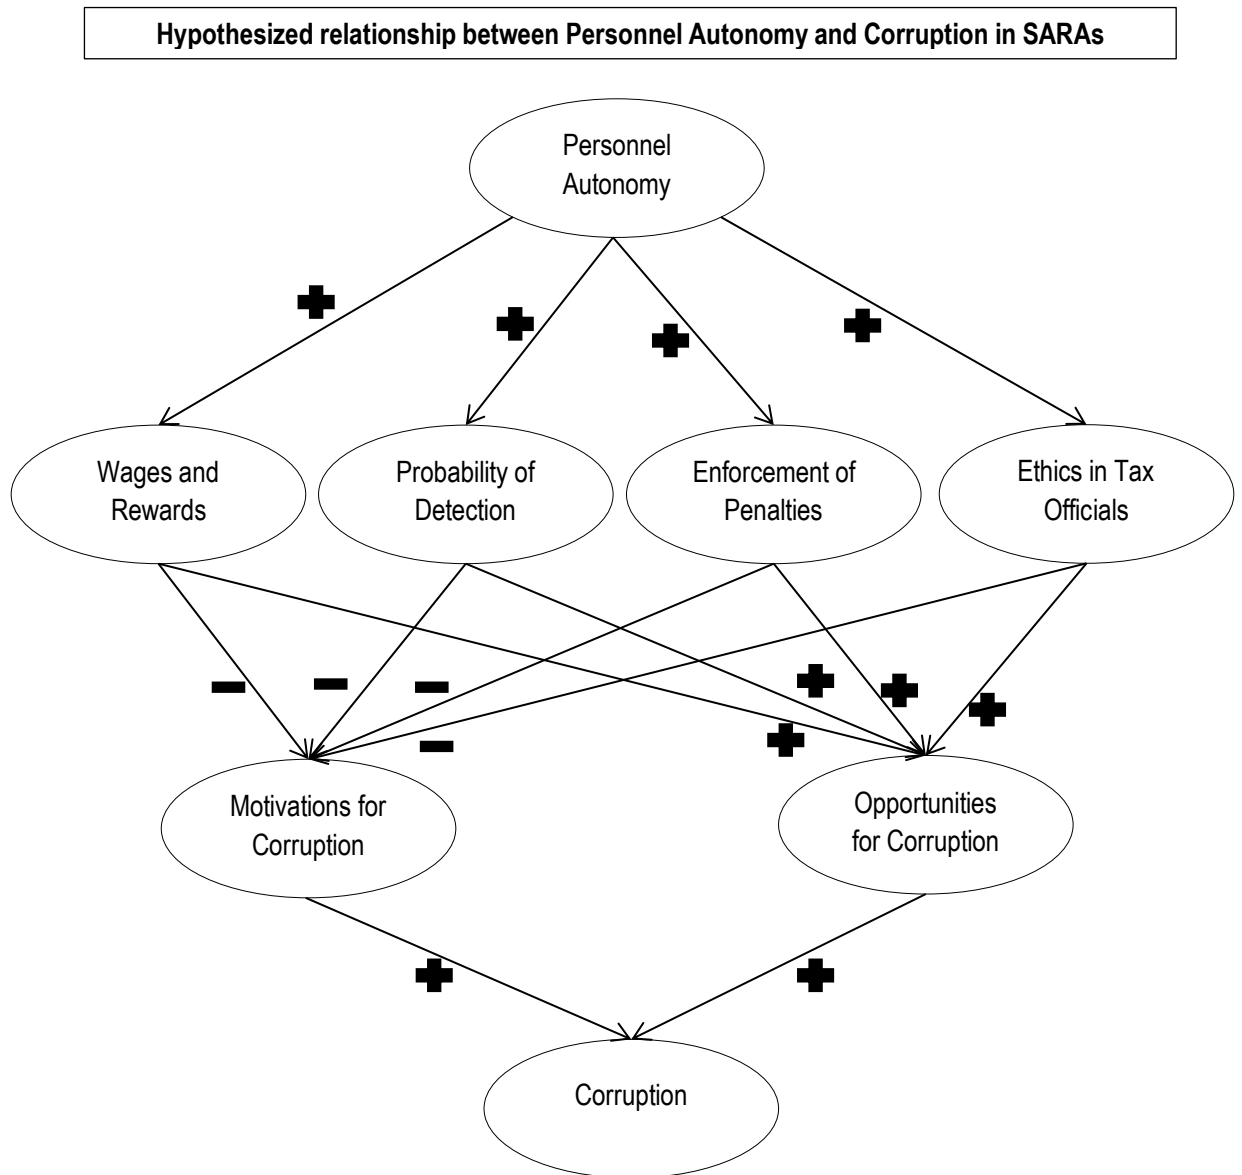 Hypothesized relationship between Personnel Autonomy and Corruption in SARAs
Personnel
Autonomy
Wages and
Rewards
Probability of
Detection
Enforcement of
Penalties
Ethics in Tax
Officials
Motivations for
Corruption
Opportunities
for Corruption
Corruption